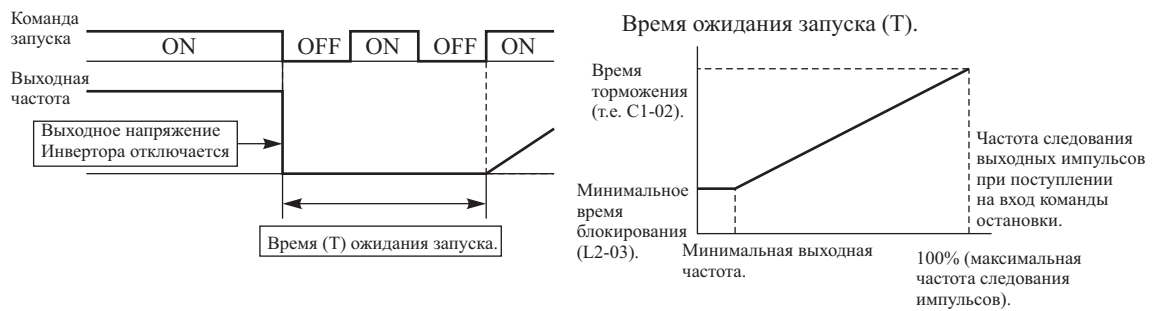 Команда
запуска
ON
OFF
ON
OFF
ON
Выходная
частота
Выходное напряжение
Инвертора отключается
Время (T) ожидания запуска.
Время ожидания запуска (T).
Время
торможения
(т.е. C1-02).
Минимальное
время
блокирования
(L2-03).
Минимальная выходная
частота.
Частота следования
выходных импульсов
при поступлении
на вход команды
остановки.
100% (максимальная
частота следования
импульсов).